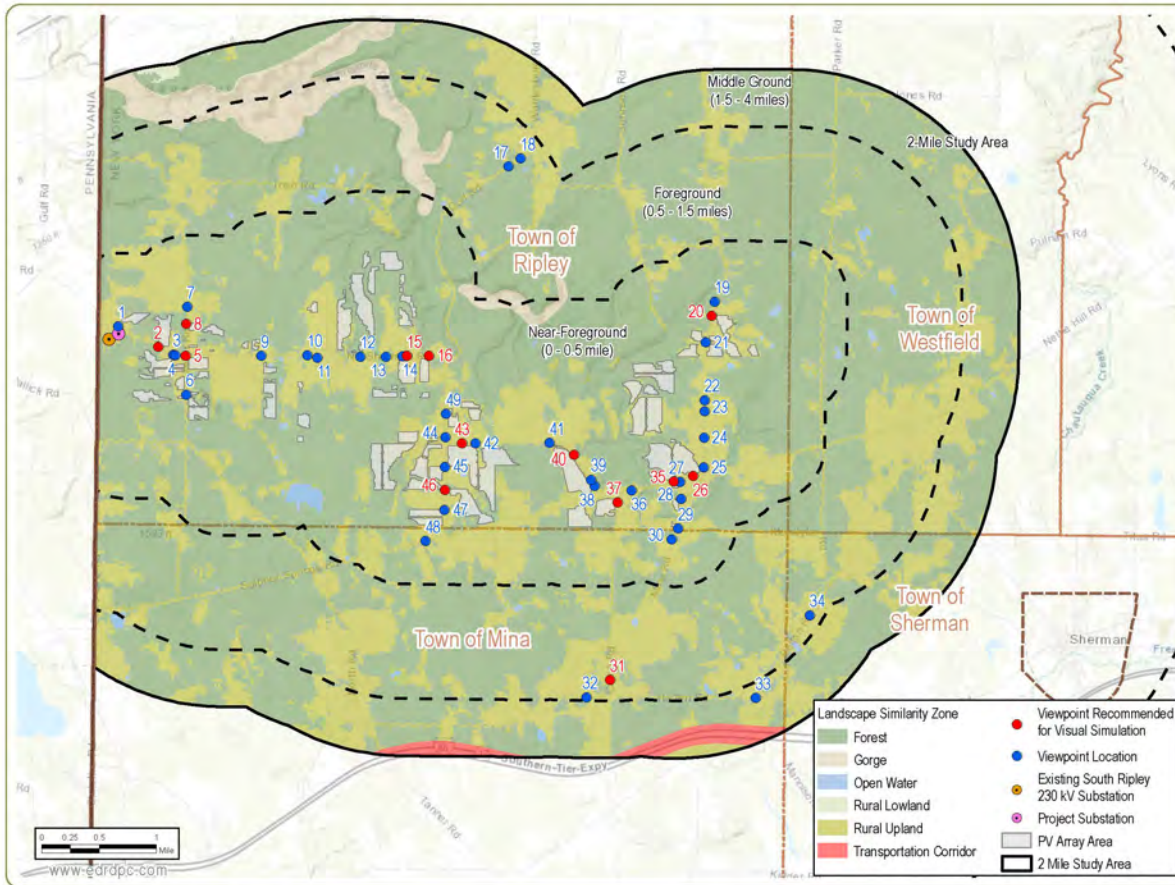 Middle Ground
(1.5 - 4 miles)
Parker Rd
Jones Rd
PENNSYLVANIA
NEW YORK
2-Mile Study Area
17
18
Gulf Rd
Foreground
(0.5 - 1.5 miles)
Town of
Ripley
Town of
Westfield
Near-Foreground
(0 - 0.5 mile)
Chautauqua Creek
1
2
3
4
5
6
7
8
9
10
11
12
13
14
15
16
19
20
21
22
23
24
25
26
27
28
29
30
35
36
37
38
39
40
41
42
43
44
45
46
47
48
49
Town of Mina
Town of
Sherman
Sherman
31
32
33
34
Southern-Tier-Expy
Tanner Rd
Rd
0 0.25 0.5 1
Mile
www.edrdpc.com
Landscape Similarity Zone
Forest
Gorge
Open Water
Rural Lowland
Rural Upland
Transportation Corridor
Viewpoint Recommended
for Visual Simulation
Viewpoint Location
Existing South Ripley
230 kV Substation
Project Substation
PV Array Area
2 Mile Study Area